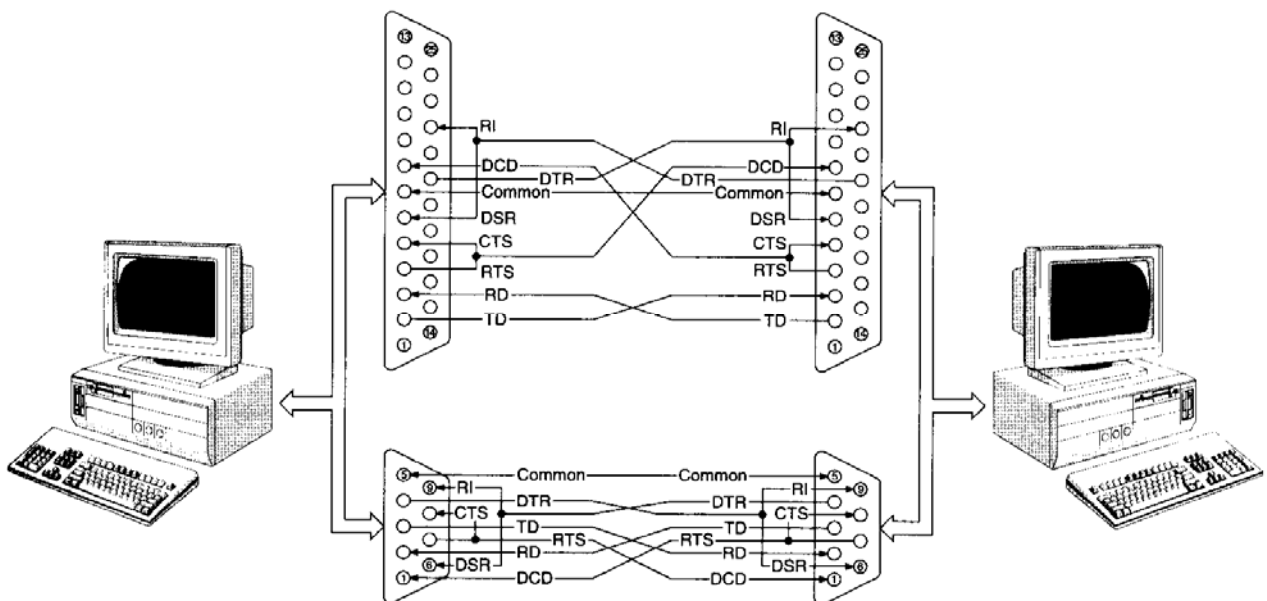 13 25 13 25
RI RI
DCD DCD
DTR DTR
Common Common
DSR DSR
CTS CTS
RTS RTS
RD RD
TD TD
14 14
1 1
5 Common Common 5
9 RI RI 9
DTR DTR
CTS CTS
TD TD
RTS RTS
RD RD
6 DSR DSR 6
1 DCD DCD 1